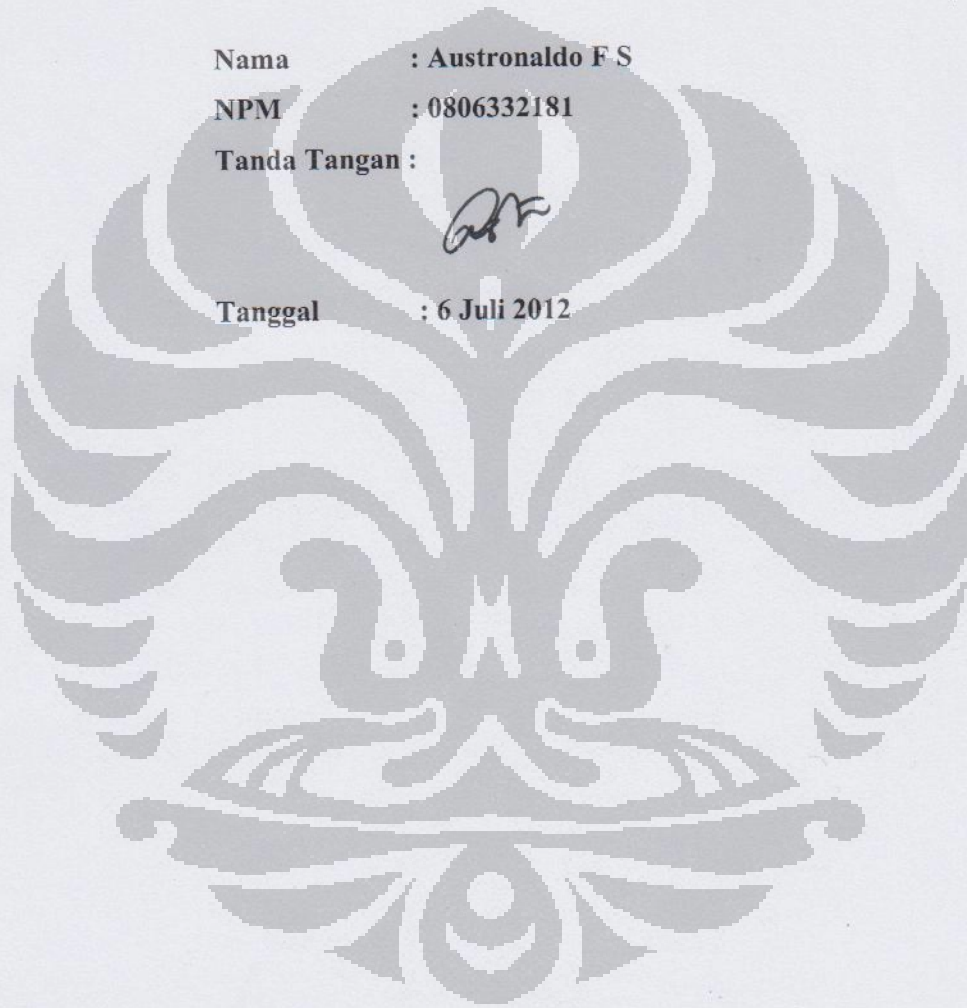 Nama : Austronaldo F S
NPM : 0806332181
Tanda Tangan :
Tanggal : 6 Juli 2012